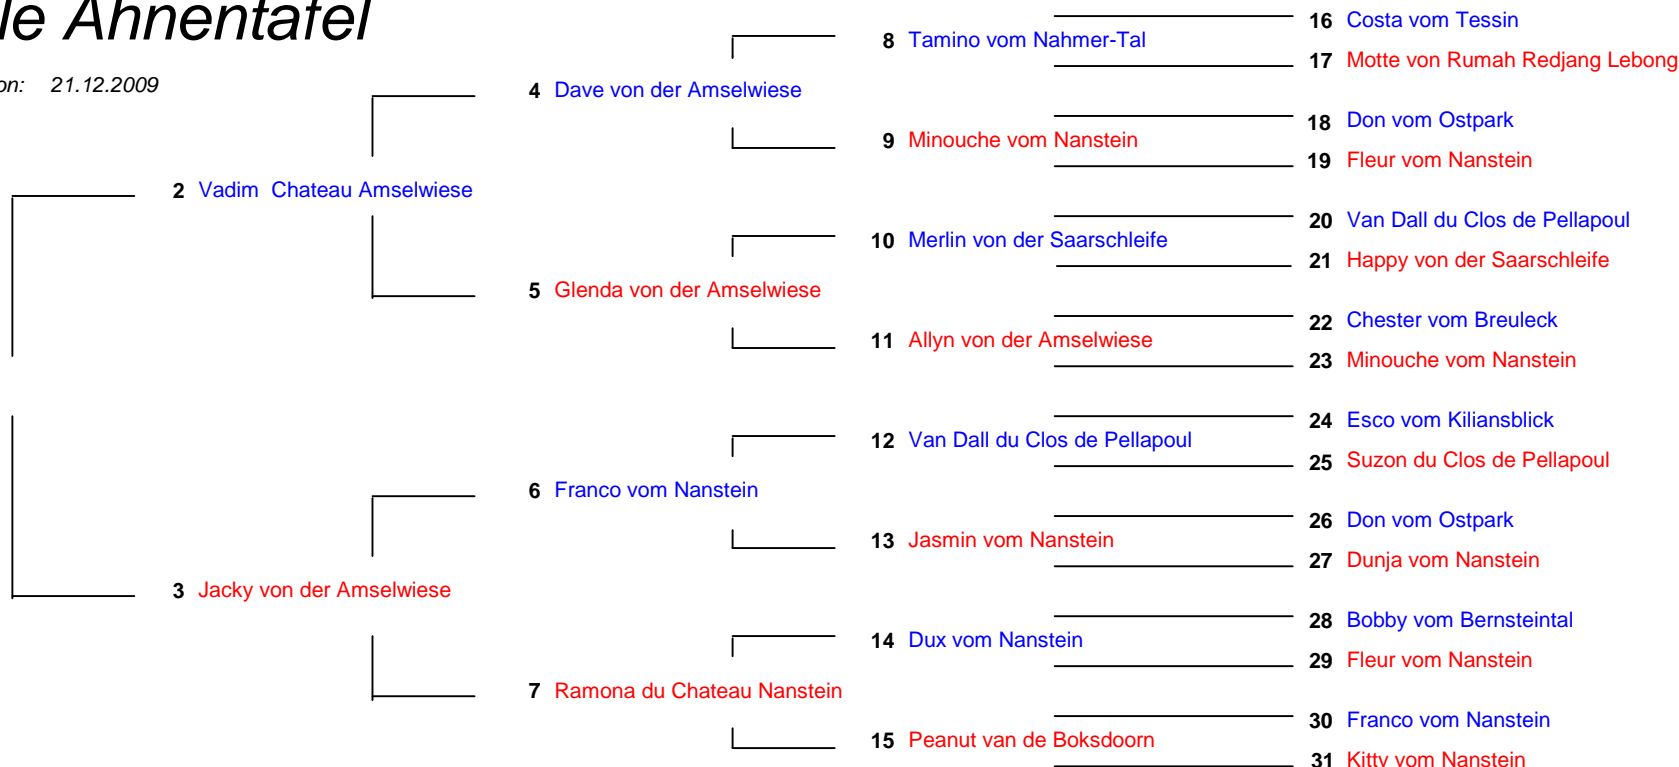 le Ahnentafel
on: 21.12.2009
2 Vadim Chateau Amselwiese
3 Jacky von der Amselwiese
4 Dave von der Amselwiese
5 Glenda von der Amselwiese
6 Franco vom Nanstein
7 Ramona du Chateau Nanstein
8 Tamino vom Nahmer-Tal
9 Minouche vom Nanstein
10 Merlin von der Saarschleife
11 Allyn von der Amselwiese
12 Van Dall du Clos de Pellapoul
13 Jasmin vom Nanstein
14 Dux vom Nanstein
15 Peanut van de Boksdoorn
16 Costa vom Tessin
17 Motte von Rumah Redjang Lebong
18 Don vom Ostpark
19 Fleur vom Nanstein
20 Van Dall du Clos de Pellapoul
21 Happy von der Saarschleife
22 Chester vom Breuleck
23 Minouche vom Nanstein
24 Esco vom Kiliansblick
25 Suzon du Clos de Pellapoul
26 Don vom Ostpark
27 Dunja vom Nanstein
28 Bobby vom Bernsteintal
29 Fleur vom Nanstein
30 Franco vom Nanstein
31 Kitty vom Nanstein